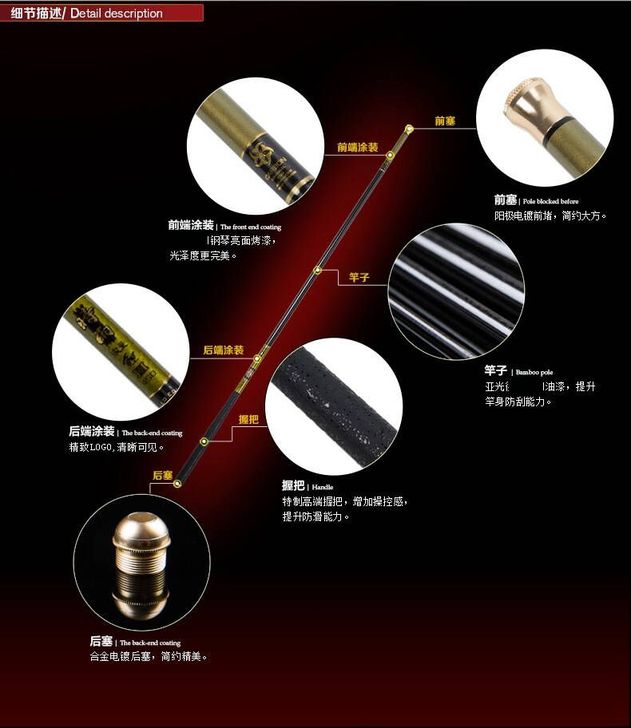 细节描述/ Detail description
前塞
前端涂装
前塞 | Pole blocked before
阳极电镀前堵，简约大方。
前端涂装 | The front end coating
钢琴亮面烤漆，
光泽度更完美。
竿子
后端涂装
竿子 | Bamboo pole
亚光 油漆，提升
竿身防刮能力。
握把
后端涂装 | The back-end coating
精致LOGO,清晰可见。
后塞
握把 | Handle
特制高端握把，增加操控感，
提升防滑能力。
后塞 | The back-end coating
合金电镀后塞，简约精美。